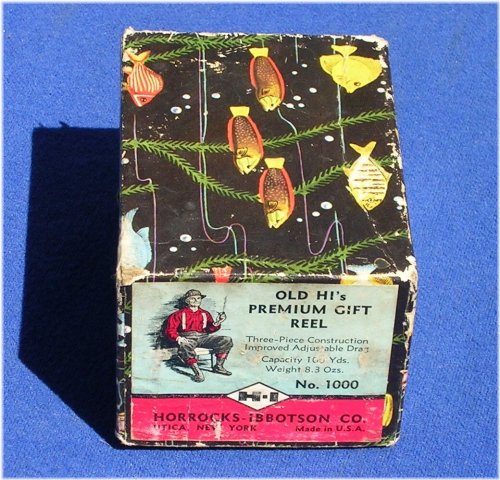 OLD HI's
PREMIUM GIFT
REEL
Three-Piece Construction
Improved Adjustable Drag
Capacity 100 Yds.
Weight 8.3 Ozs.
No. 1000
H-I
HORROCKS-IBBOTSON CO.
UTICA, NEW YORK Made in U.S.A.